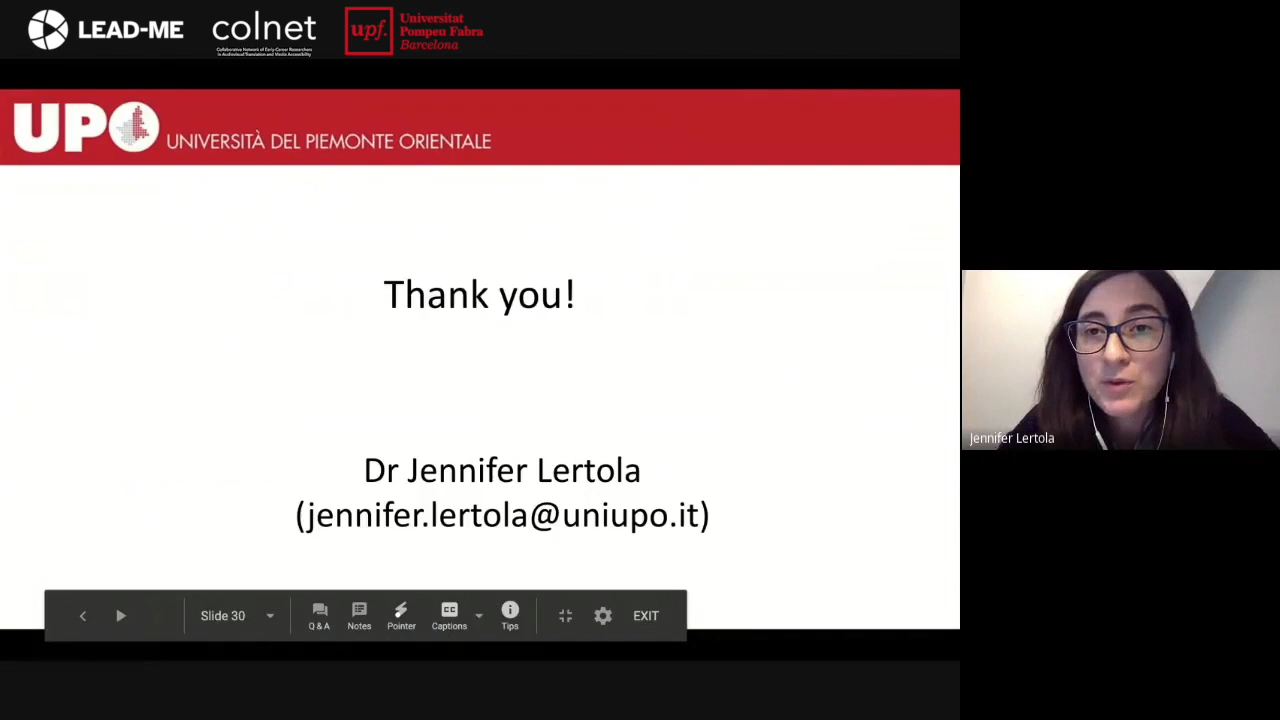 LEAD-ME
colnet
Collaborative Network of Early-Career Researchers
in Audiovisual Translation and Media Accessibility
upf.
Universitat
Pompeu Fabra
Barcelona
UPO
UNIVERSITÀ DEL PIEMONTE ORIENTALE
Thank you!
Dr Jennifer Lertola
(jennifer.lertola@uniupo.it)
Jennifer Lertola
Slide 30
Q & A
Notes
Pointer
CC
Captions
Tips
EXIT